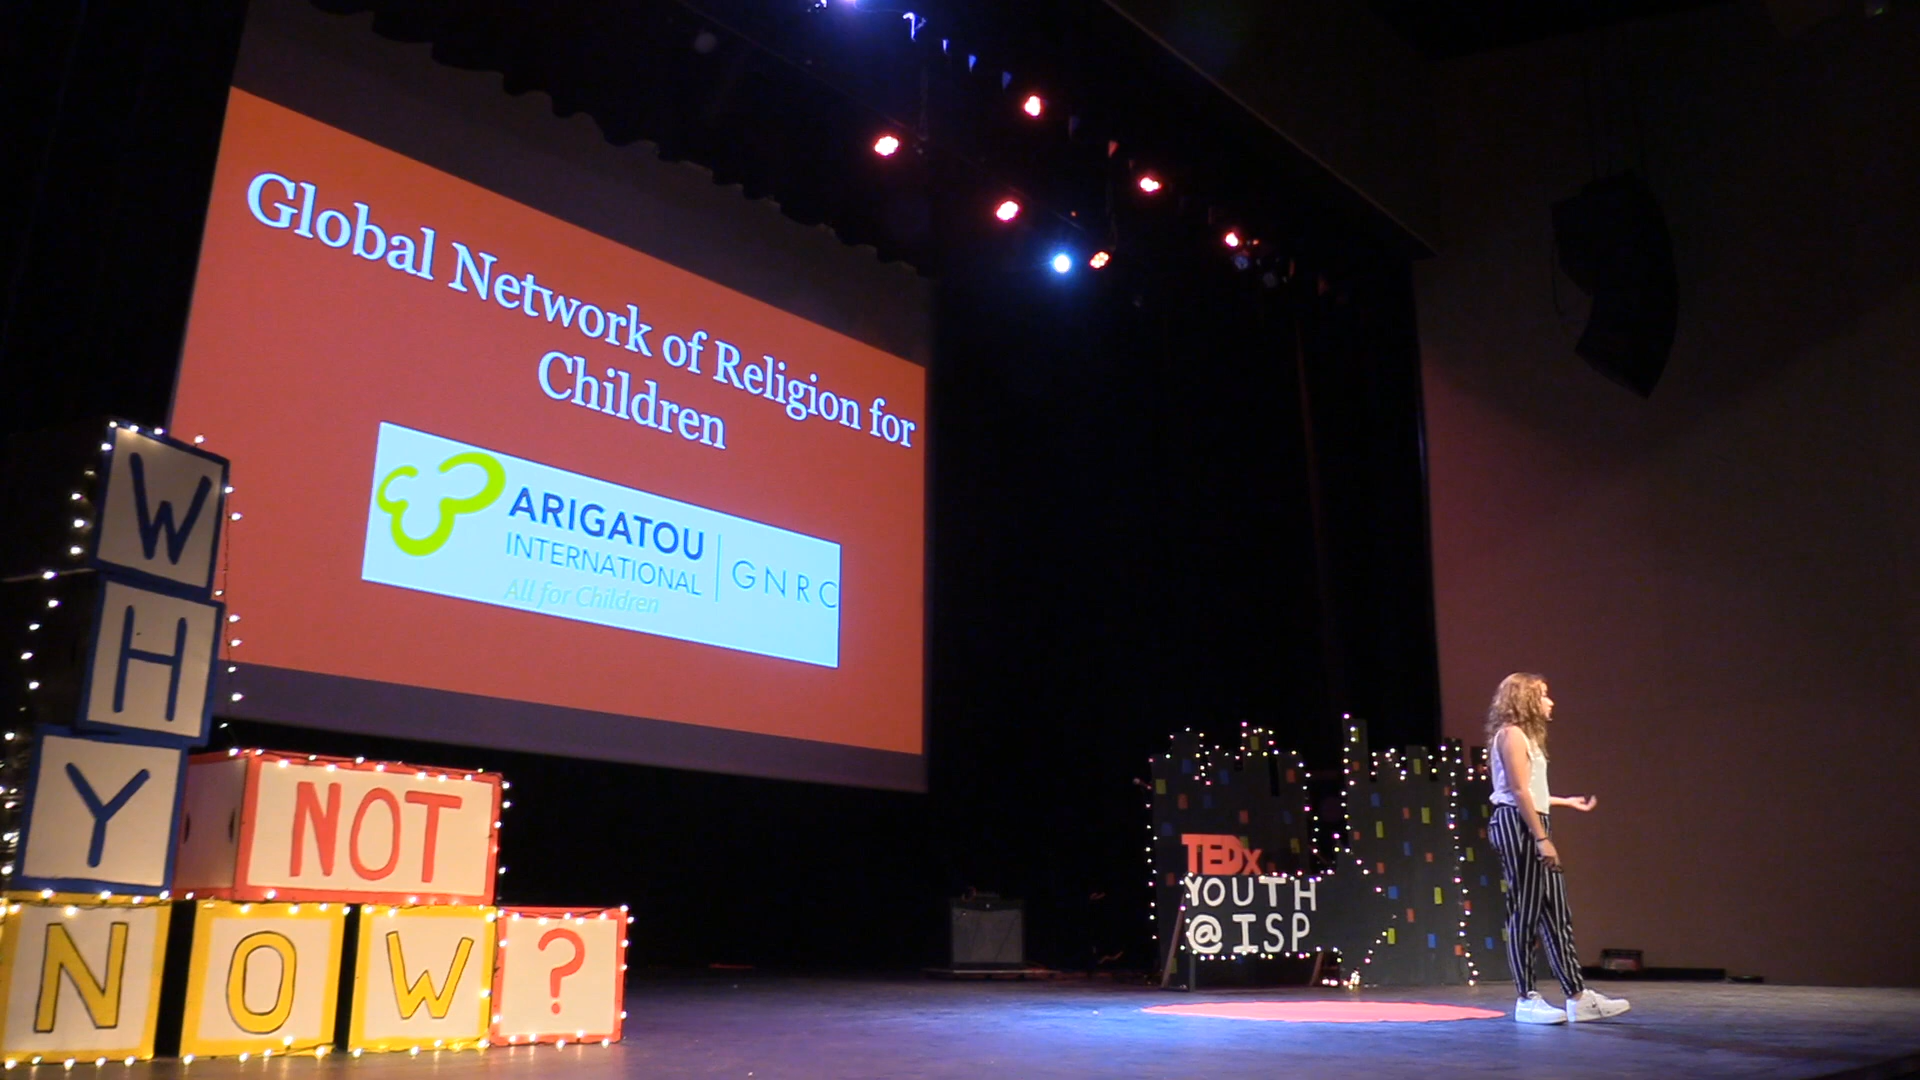 Global Network of Religion for
Children
ARIGATOU
INTERNATIONAL
All for Children
GNRC
W
H
Y
NOT
N O W ?
TEDx
YOUTH
@ISP